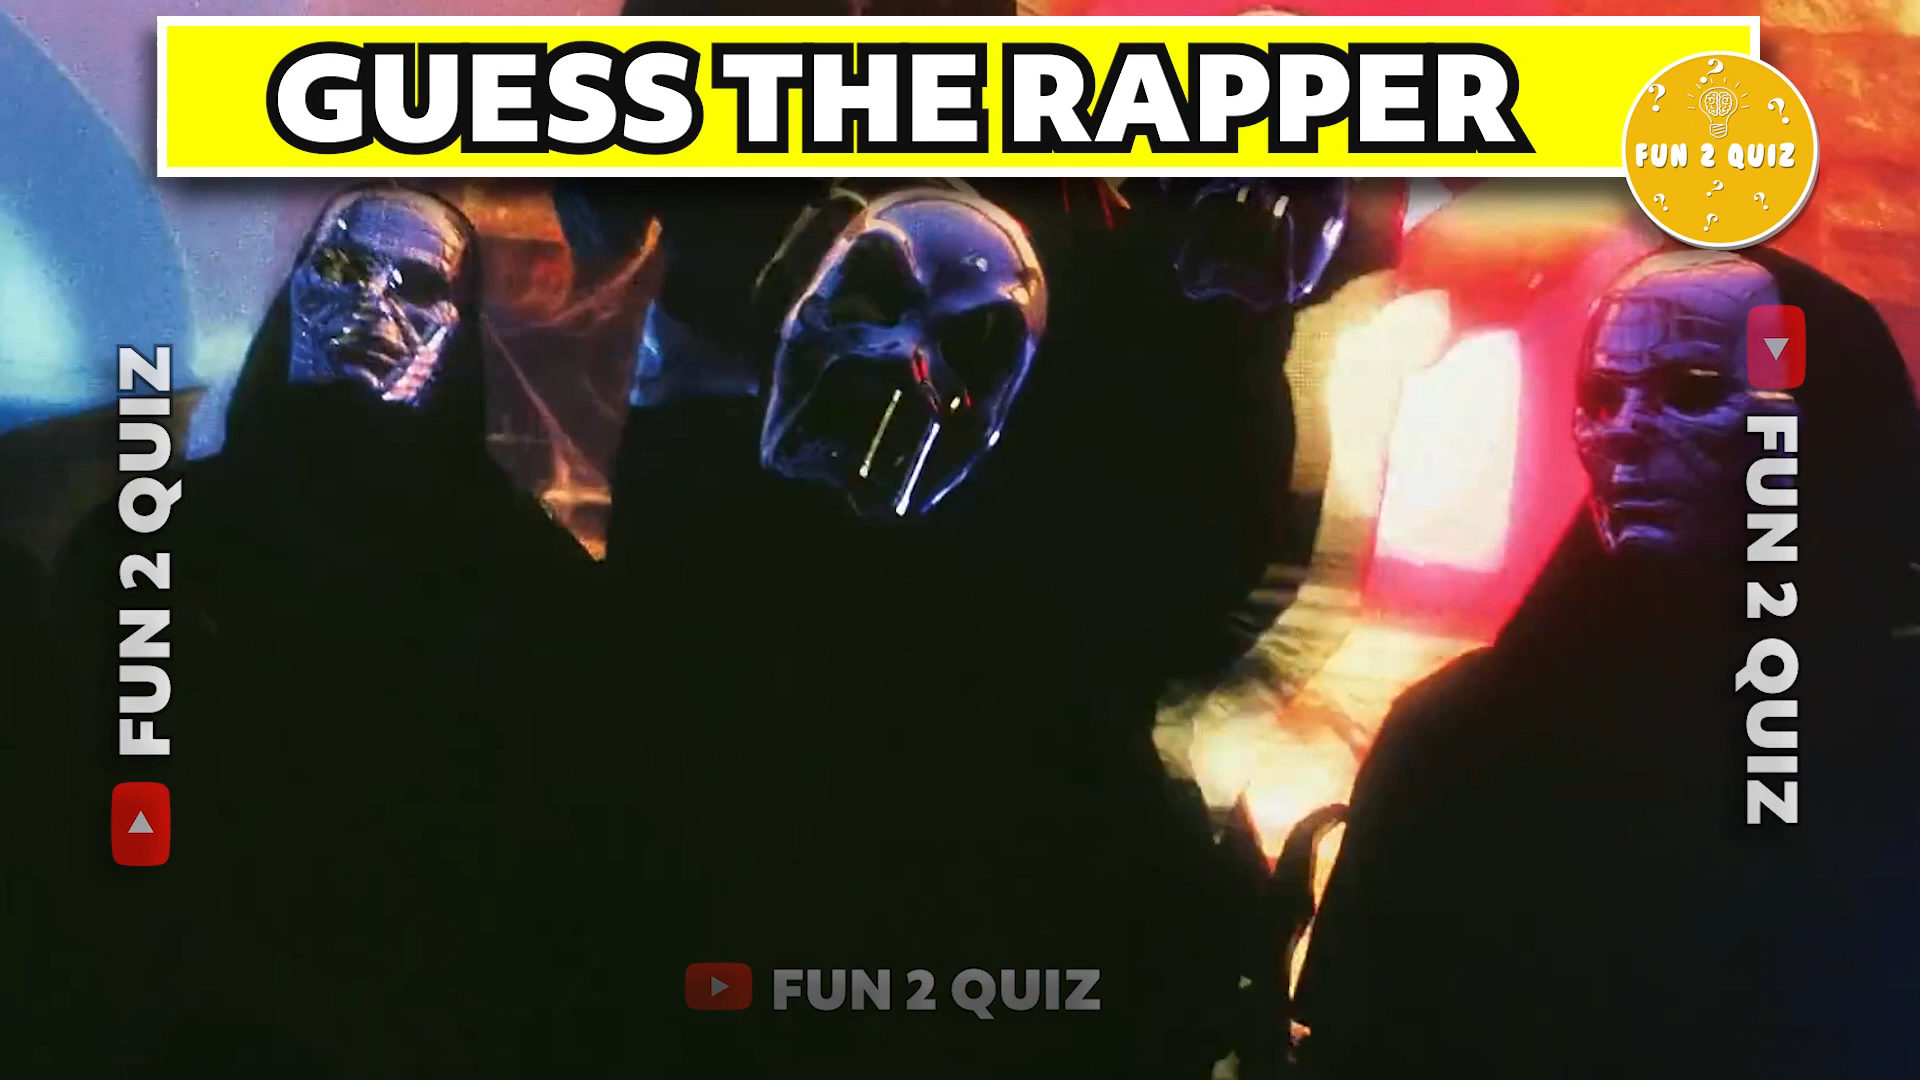 GUESS THE RAPPER
? ? ?
FUN 2 QUIZ
? ? ? ?
FUN 2 QUIZ
FUN 2 QUIZ
FUN 2 QUIZ